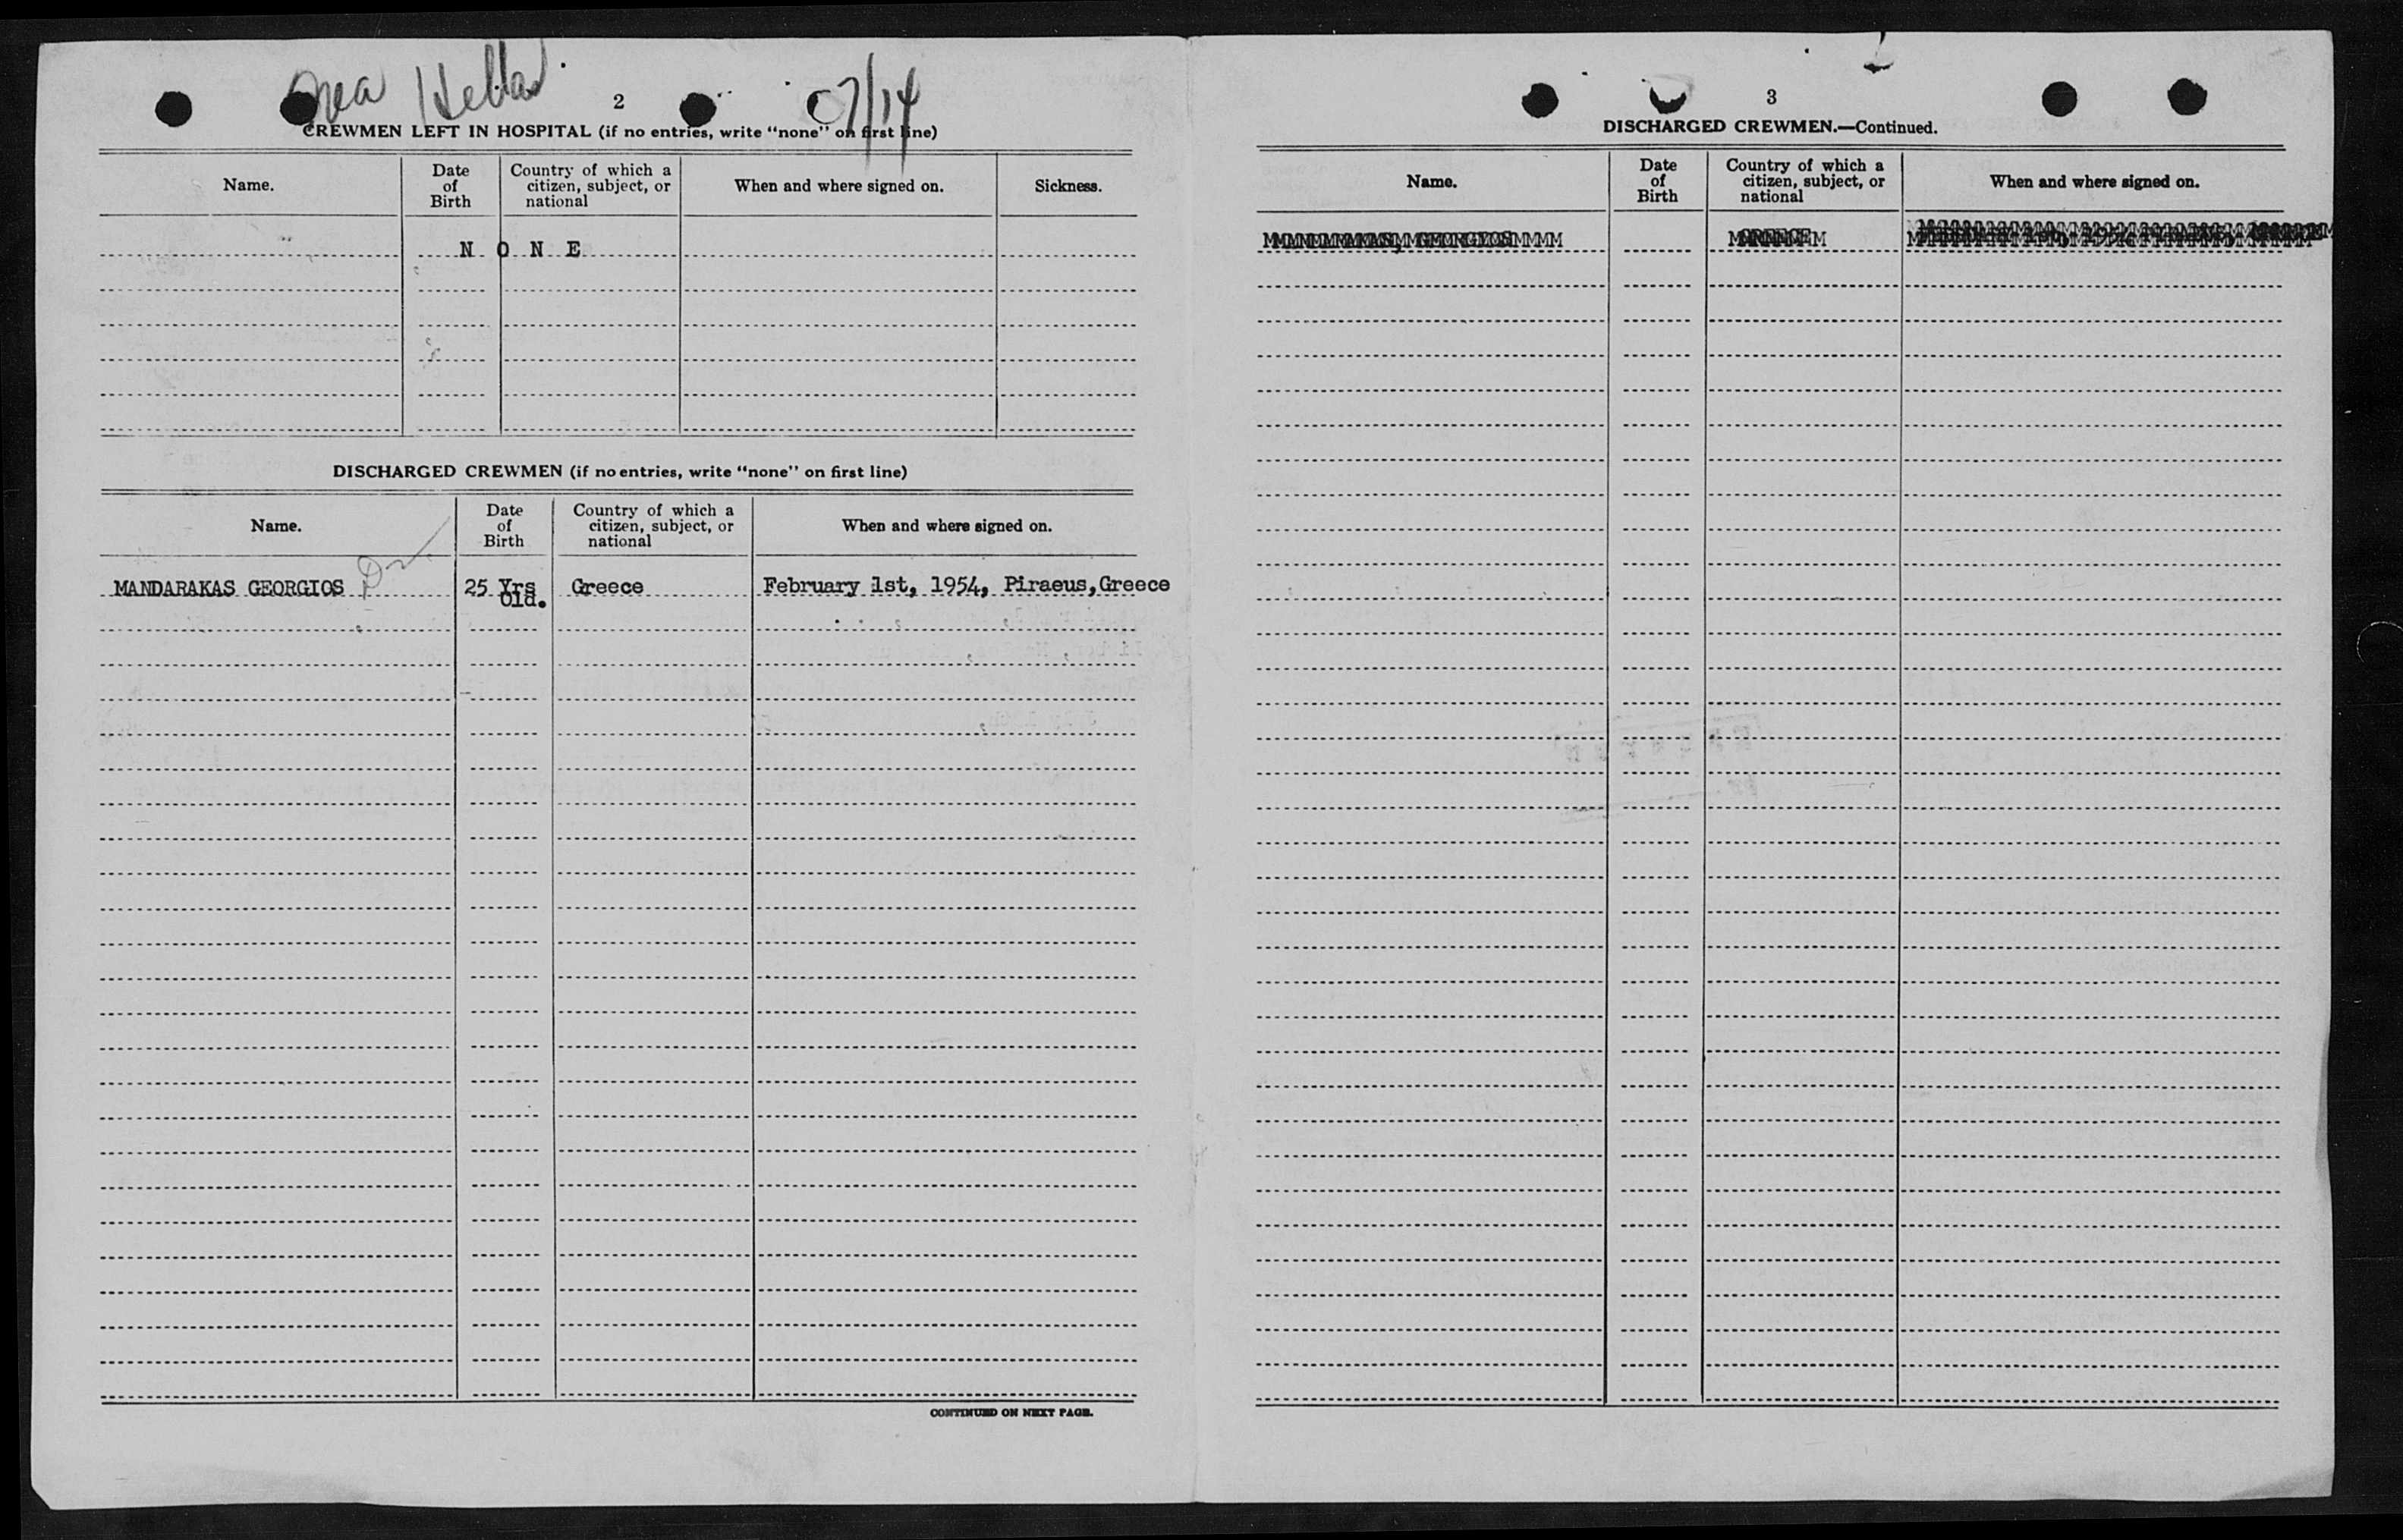 Nea Hellas
7/14
2
CREWMEN LEFT IN HOSPITAL (if no entries, write "none" on first line)
Name.
Date of Birth
Country of which a citizen, subject, or national
When and where signed on.
Sickness.
N O N E
DISCHARGED CREWMEN (if no entries, write "none" on first line)
Name.
Date of Birth
Country of which a citizen, subject, or national
When and where signed on.
MANDARAKAS GEORGIOS
25 Yrs Old.
Greece
February 1st, 1954, Piraeus, Greece
CONTINUED ON NEXT PAGE.
3
DISCHARGED CREWMEN.—Continued.
Name.
Date of Birth
Country of which a citizen, subject, or national
When and where signed on.